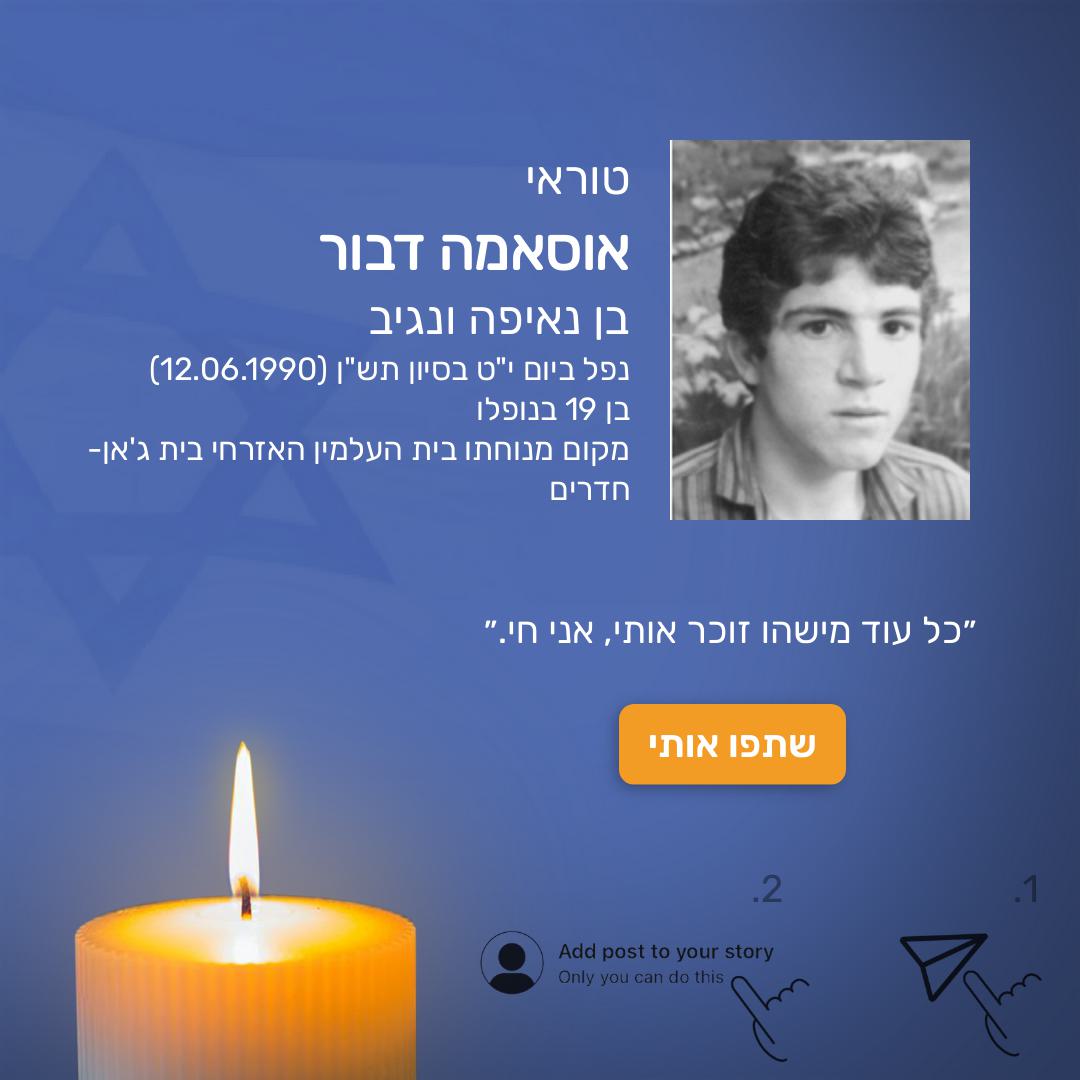 טוראי
אוסאמה דבור
בן נאיפה ונגיב
נפל ביום י"ט בסיון תש"ן (12.06.1990)
בן 19 בנופלו
מקום מנוחתו בית העלמין האזרחי בית ג'אן-
חדרים
״כל עוד מישהו זוכר אותי, אני חי.״
שתפו אותי
.1
.2
Add post to your story
Only you can do this